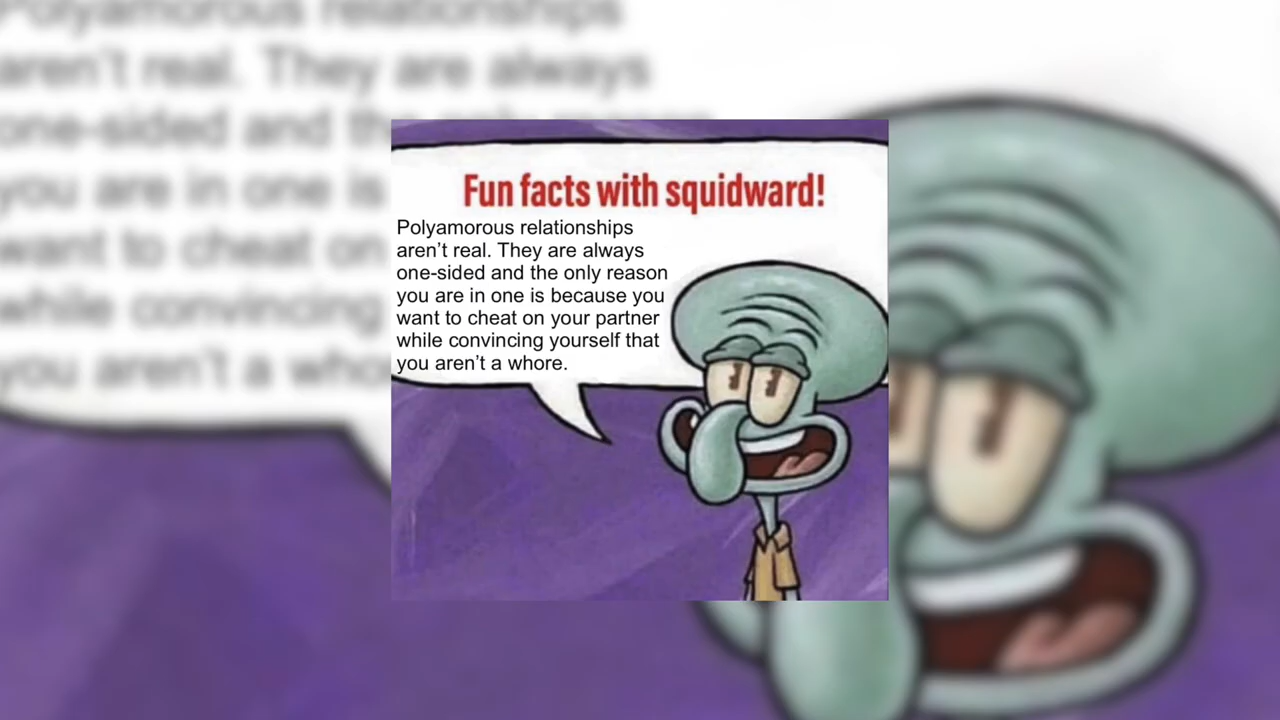 Fun facts with squidward!
Polyamorous relationships
aren't real. They are always
one-sided and the only reason
you are in one is because you
want to cheat on your partner
while convincing yourself that
you aren't a whore.